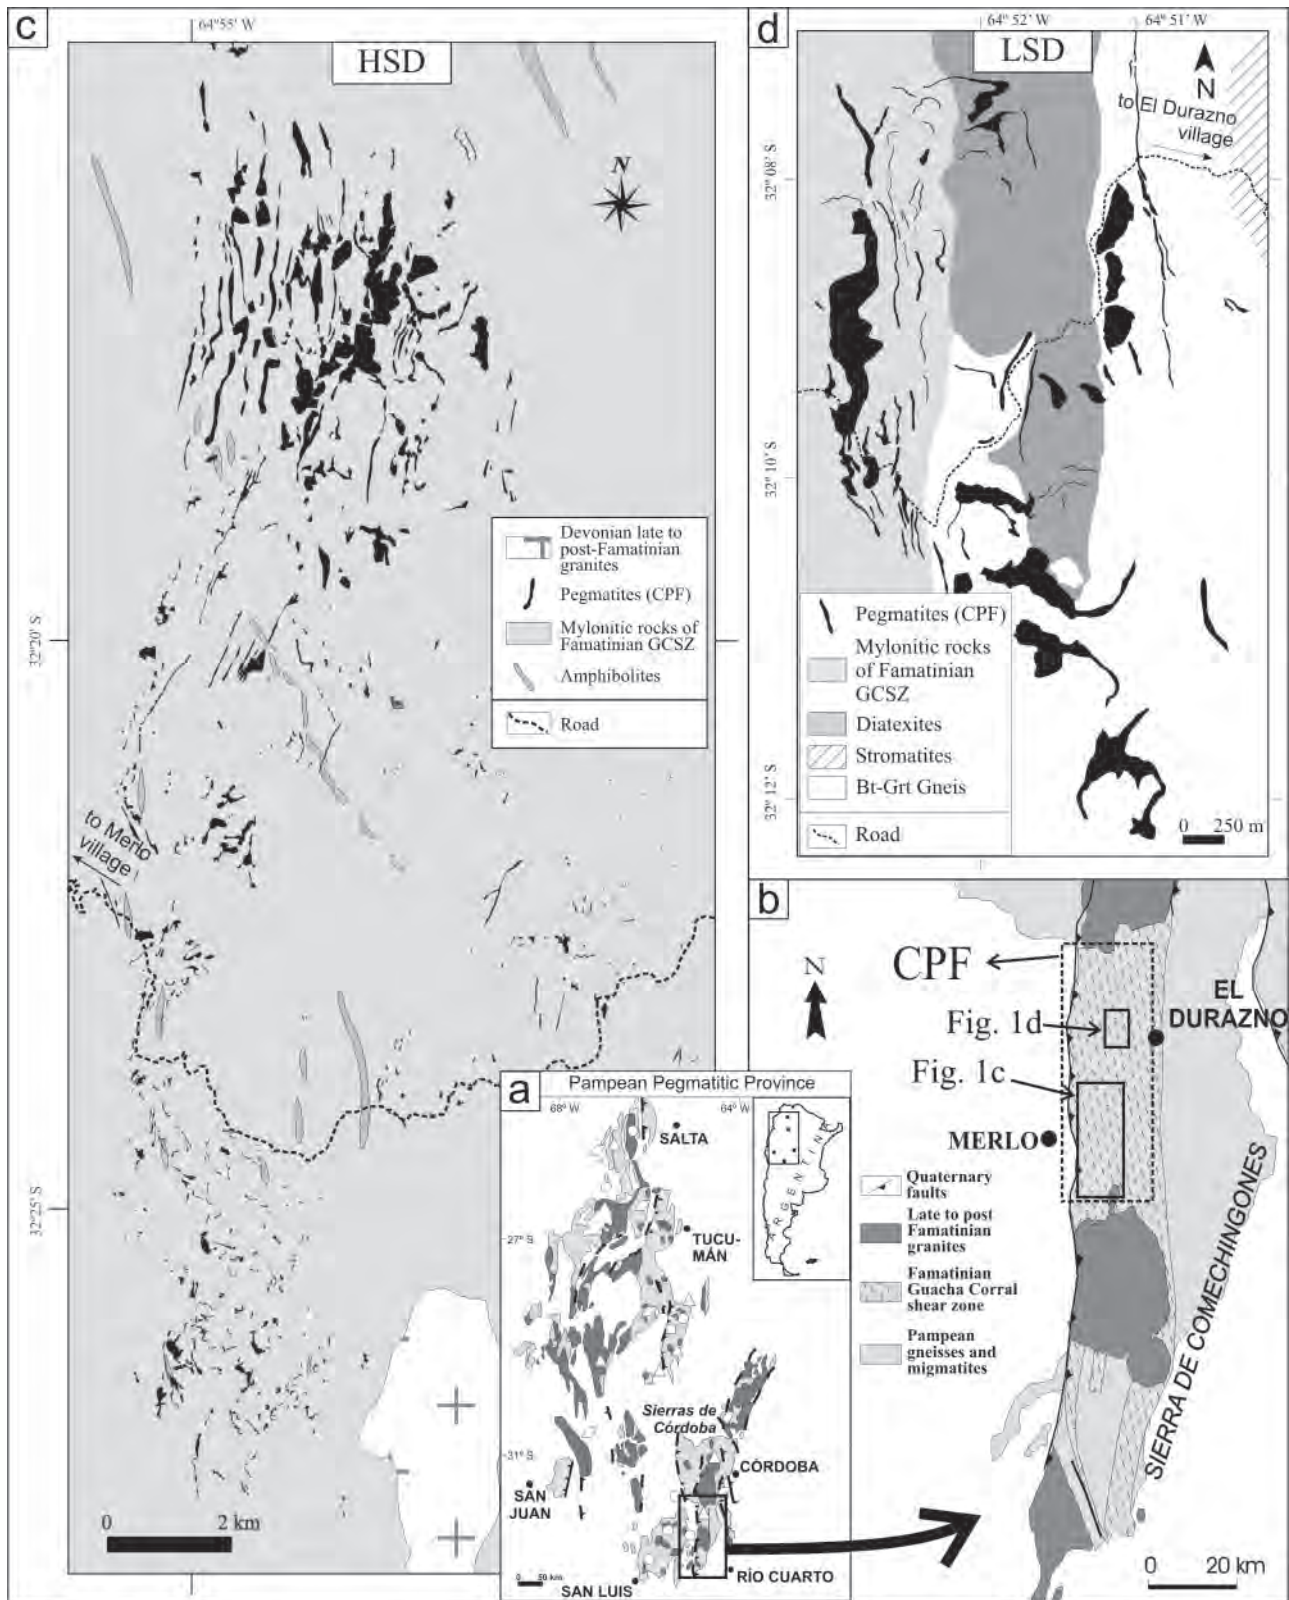 c
64°55' W
HSD
N
Devonian late to
post-Famatinian
granites
Pegmatites (CPF)
Mylonitic rocks of
Famatinian GCSZ
Amphibolites
Road
32°20' S
to Merlo
village
32°25' S
0 2 km
d
64°52' W
64°51' W
LSD
N
to El Durazno
village
32°08' S
32°10' S
32°12' S
Pegmatites (CPF)
Mylonitic rocks
of Famatinian
GCSZ
Diatexites
Stromatites
Bt-Grt Gneis
Road
0 250 m
b
N
CPF
EL
DURAZNO
Fig. 1d
Fig. 1c
MERLO
Quaternary
faults
Late to post
Famatinian
granites
Famatinian
Guacha Corral
shear zone
Pampean
gneisses and
migmatites
SIERRA DE COMECHINGONES
0 20 km
a
Pampean Pegmatitic Province
68° W
64° W
SALTA
ARGENTINA
TUCU-
MÁN
27° S
Sierras de
Córdoba
31° S
CÓRDOBA
SAN
JUAN
RÍO CUARTO
SAN LUIS
0 50 km